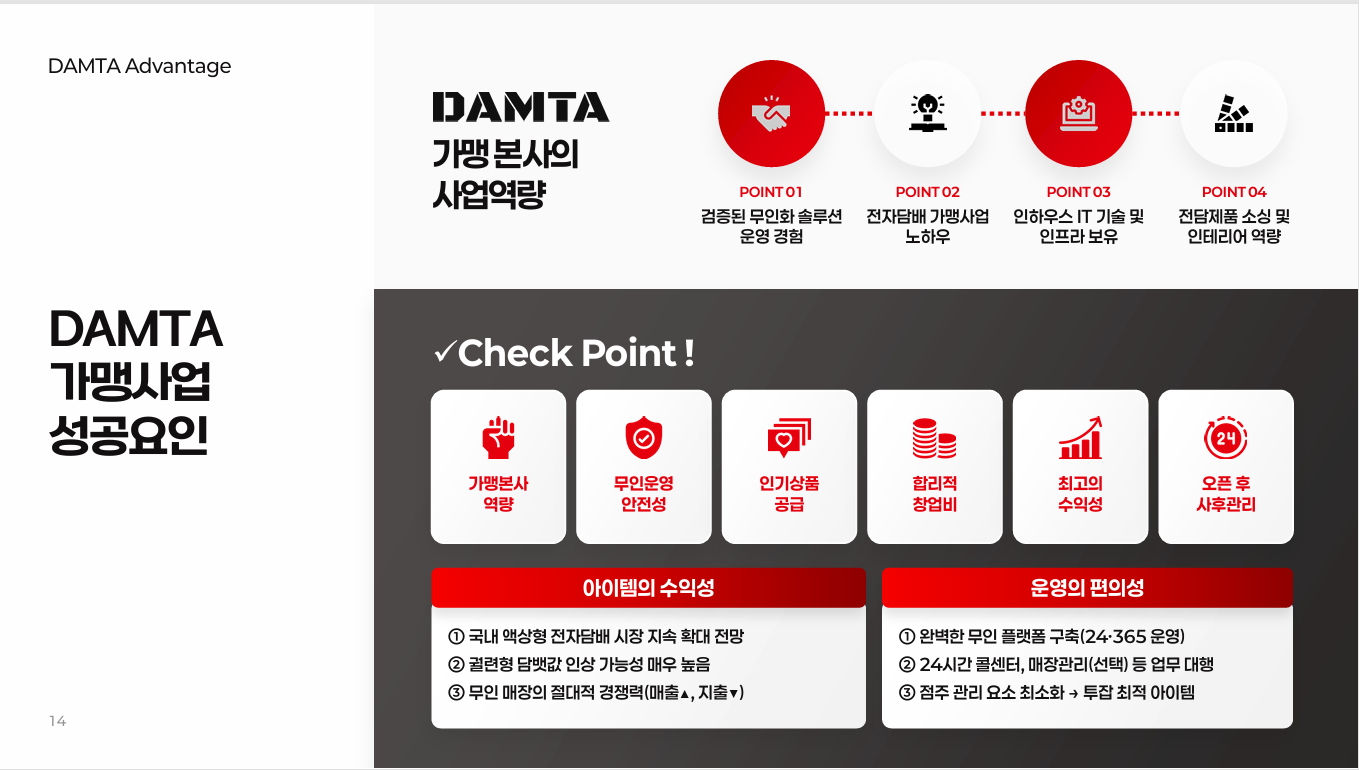 DAMTA Advantage
DAMTA
가맹사업
성공요인
14
DAMTA
가맹 본사의
사업역량
POINT 01
검증된 무인화 솔루션
운영 경험
POINT 02
전자담배 가맹사업
노하우
POINT 03
인하우스 IT 기술 및
인프라 보유
POINT 04
전담제품 소싱 및
인테리어 역량
✓Check Point !
가맹본사
역량
무인운영
안전성
인기상품
공급
합리적
창업비
최고의
수익성
24
오픈 후
사후관리
아이템의 수익성
① 국내 액상형 전자담배 시장 지속 확대 전망
② 궐련형 담뱃값 인상 가능성 매우 높음
③ 무인 매장의 절대적 경쟁력(매출▲, 지출▼)
운영의 편의성
① 완벽한 무인 플랫폼 구축(24·365 운영)
② 24시간 콜센터, 매장관리(선택) 등 업무 대행
③ 점주 관리 요소 최소화 → 투잡 최적 아이템